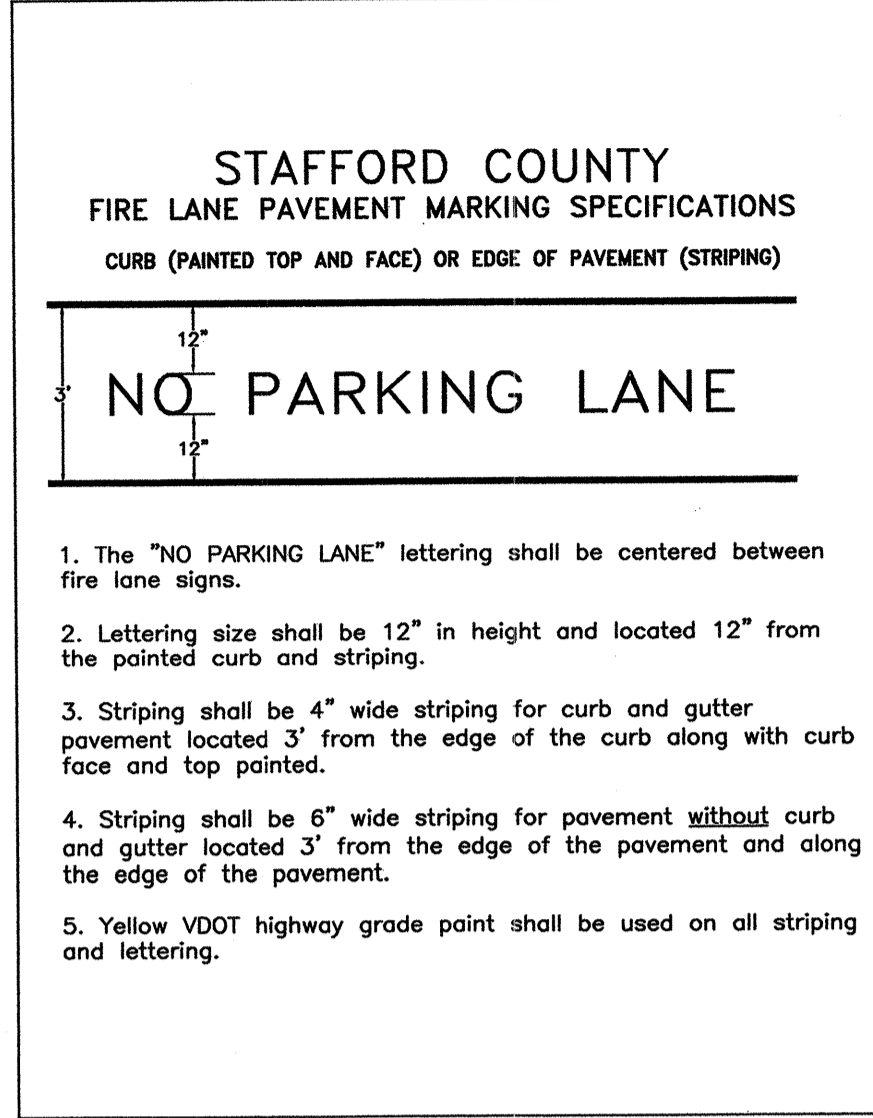 STAFFORD COUNTY
FIRE LANE PAVEMENT MARKING SPECIFICATIONS
CURB (PAINTED TOP AND FACE) OR EDGE OF PAVEMENT (STRIPING)
12"
3'
NO PARKING LANE
12"
1. The "NO PARKING LANE" lettering shall be centered between
fire lane signs.
2. Lettering size shall be 12" in height and located 12" from
the painted curb and striping.
3. Striping shall be 4" wide striping for curb and gutter
pavement located 3' from the edge of the curb along with curb
face and top painted.
4. Striping shall be 6" wide striping for pavement without curb
and gutter located 3' from the edge of the pavement and along
the edge of the pavement.
5. Yellow VDOT highway grade paint shall be used on all striping
and lettering.